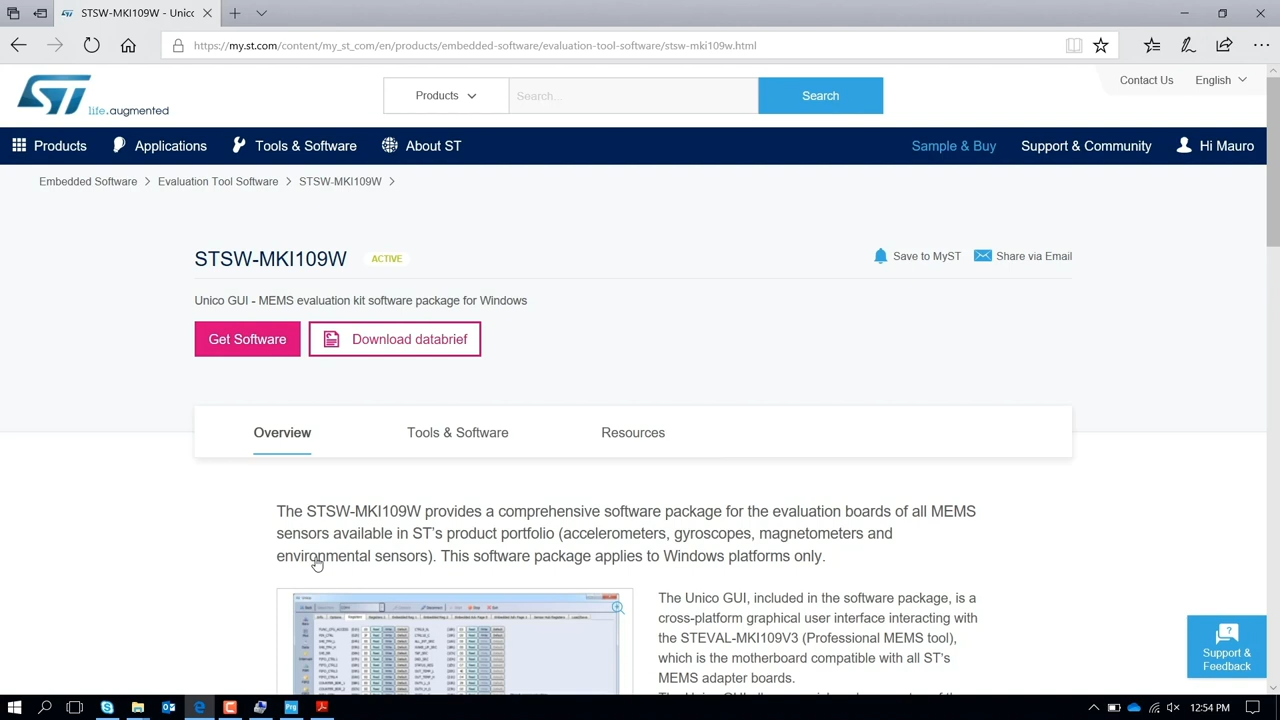 STSW-MKI109W - Unico
https://my.st.com/content/my_st_com/en/products/embedded-software/evaluation-tool-software/stsw-mki109w.html
Contact Us English
ST life.augmented
Products Search... Search
Products Applications Tools & Software About ST Sample & Buy Support & Community Hi Mauro
Embedded Software > Evaluation Tool Software > STSW-MKI109W >
STSW-MKI109W ACTIVE Save to MyST Share via Email
Unico GUI - MEMS evaluation kit software package for Windows
Get Software Download databrief
Overview Tools & Software Resources
The STSW-MKI109W provides a comprehensive software package for the evaluation boards of all MEMS
sensors available in ST's product portfolio (accelerometers, gyroscopes, magnetometers and
environmental sensors). This software package applies to Windows platforms only.
The Unico GUI, included in the software package, is a
cross-platform graphical user interface interacting with
the STEVAL-MKI109V3 (Professional MEMS tool),
which is the motherboard compatible with all ST's
MEMS adapter boards.
Support &
Feedback
12:54 PM